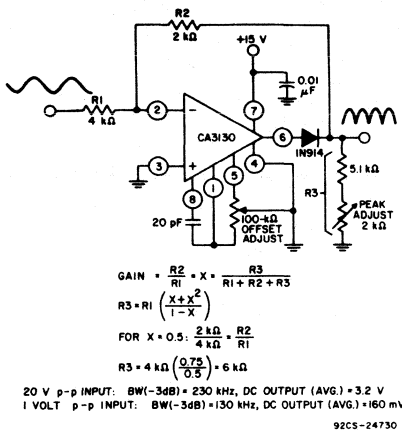 R2
2 kΩ
+15 V
0.01
μF
R1
4 kΩ
2
−
7
CA3130
6
IN914
3
+
4
5
1
8
5.1 kΩ
R3
20 pF
100-kΩ
OFFSET
ADJUST
PEAK
ADJUST
2 kΩ
GAIN = R2/R1 = X = R3/(R1 + R2 + R3)
R3 = R1 ((X + X²)/(1 − X))
FOR X = 0.5: 2 kΩ/4 kΩ = R2/R1
R3 = 4 kΩ (0.75/0.5) = 6 kΩ
20 V p-p INPUT: BW(-3dB) = 230 kHz, DC OUTPUT (AVG.) = 3.2 V
1 VOLT p-p INPUT: BW(-3dB) = 130 kHz, DC OUTPUT (AVG.) = 160 mV
92CS-24730